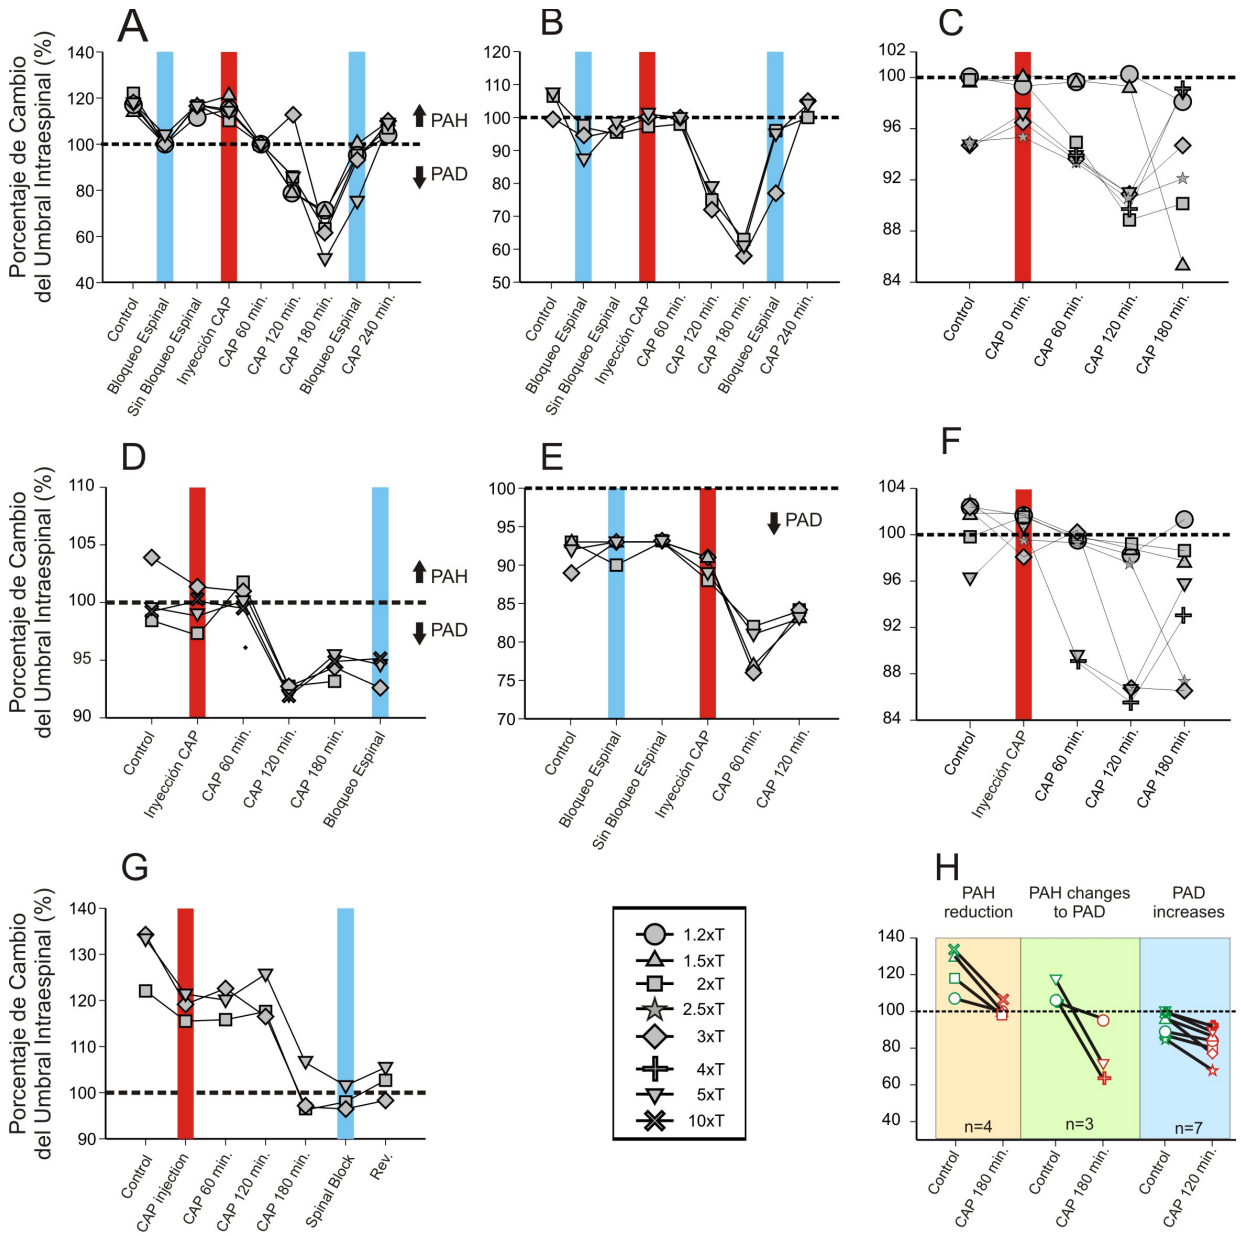 A
Porcentaje de Cambio
del Umbral Intraespinal (%)
140
120
100
80
60
40
PAH
PAD
Control
Bloqueo Espinal
Sin Bloqueo Espinal
Inyección CAP
CAP 60 min.
CAP 120 min.
CAP 180 min.
Bloqueo Espinal
CAP 240 min.
B
120
110
100
90
80
70
60
50
Control
Bloqueo Espinal
Sin Bloqueo Espinal
Inyección CAP
CAP 60 min.
CAP 120 min.
CAP 180 min.
Bloqueo Espinal
CAP 240 min.
C
102
100
96
92
88
84
Control
CAP 0 min.
CAP 60 min.
CAP 120 min.
CAP 180 min.
D
Porcentaje de Cambio
del Umbral Intraespinal (%)
110
105
100
95
90
PAH
PAD
Control
Inyección CAP
CAP 60 min.
CAP 120 min.
CAP 180 min.
Bloqueo Espinal
E
100
95
90
85
80
75
70
PAD
Control
Bloqueo Espinal
Sin Bloqueo Espinal
Inyección CAP
CAP 60 min.
CAP 120 min.
F
104
100
96
92
88
84
Control
Inyección CAP
CAP 60 min.
CAP 120 min.
CAP 180 min.
G
Porcentaje de Cambio
del Umbral Intraespinal (%)
140
130
120
110
100
90
Control
CAP injection
CAP 60 min.
CAP 120 min.
CAP 180 min.
Spinal Block
Rev.
1.2xT
1.5xT
2xT
2.5xT
3xT
4xT
5xT
10xT
H
PAH
reduction
PAH changes
to PAD
PAD
increases
140
120
100
80
60
40
n=4
n=3
n=7
Control
CAP 180 min.
Control
CAP 180 min.
Control
CAP 120 min.